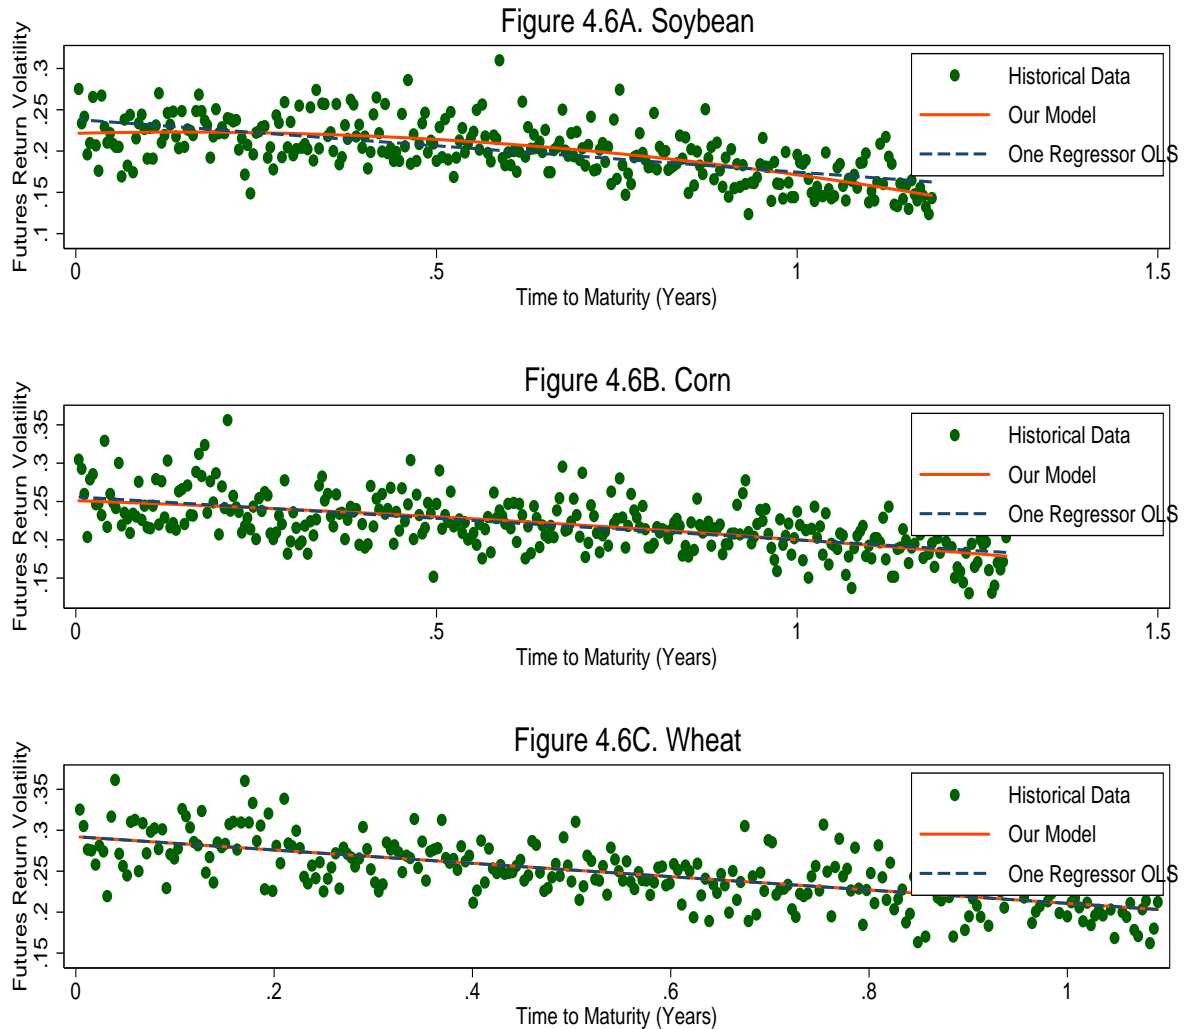 Figure 4.6A. Soybean
Futures Return Volatility
.3
.25
.2
.15
.1
Historical Data
Our Model
One Regressor OLS
0
.5
1
1.5
Time to Maturity (Years)
Figure 4.6B. Corn
Futures Return Volatility
.35
.3
.25
.2
.15
Historical Data
Our Model
One Regressor OLS
0
.5
1
1.5
Time to Maturity (Years)
Figure 4.6C. Wheat
Futures Return Volatility
.35
.3
.25
.2
.15
Historical Data
Our Model
One Regressor OLS
0
.2
.4
.6
.8
1
Time to Maturity (Years)